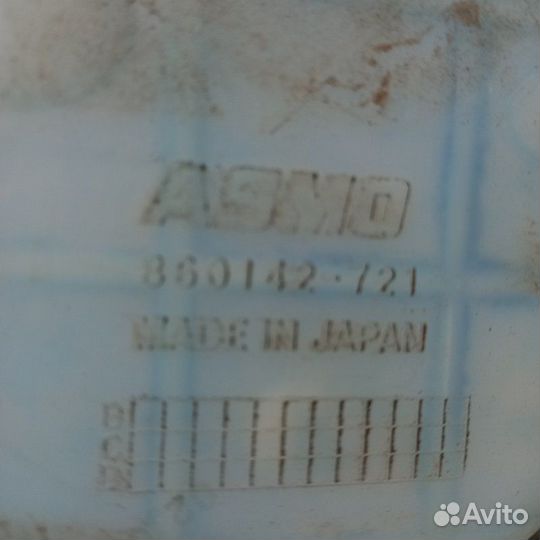 ASMO
860142-721
MADE IN JAPAN
Avito